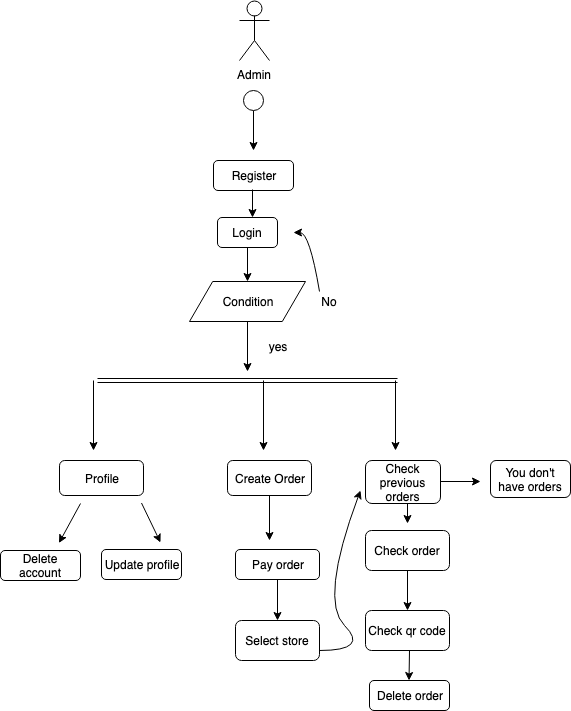 Admin
Register
Login
Condition
No
yes
Profile
Create Order
Check
previous
orders
You don't
have orders
Delete
account
Update profile
Pay order
Check order
Select store
Check qr code
Delete order